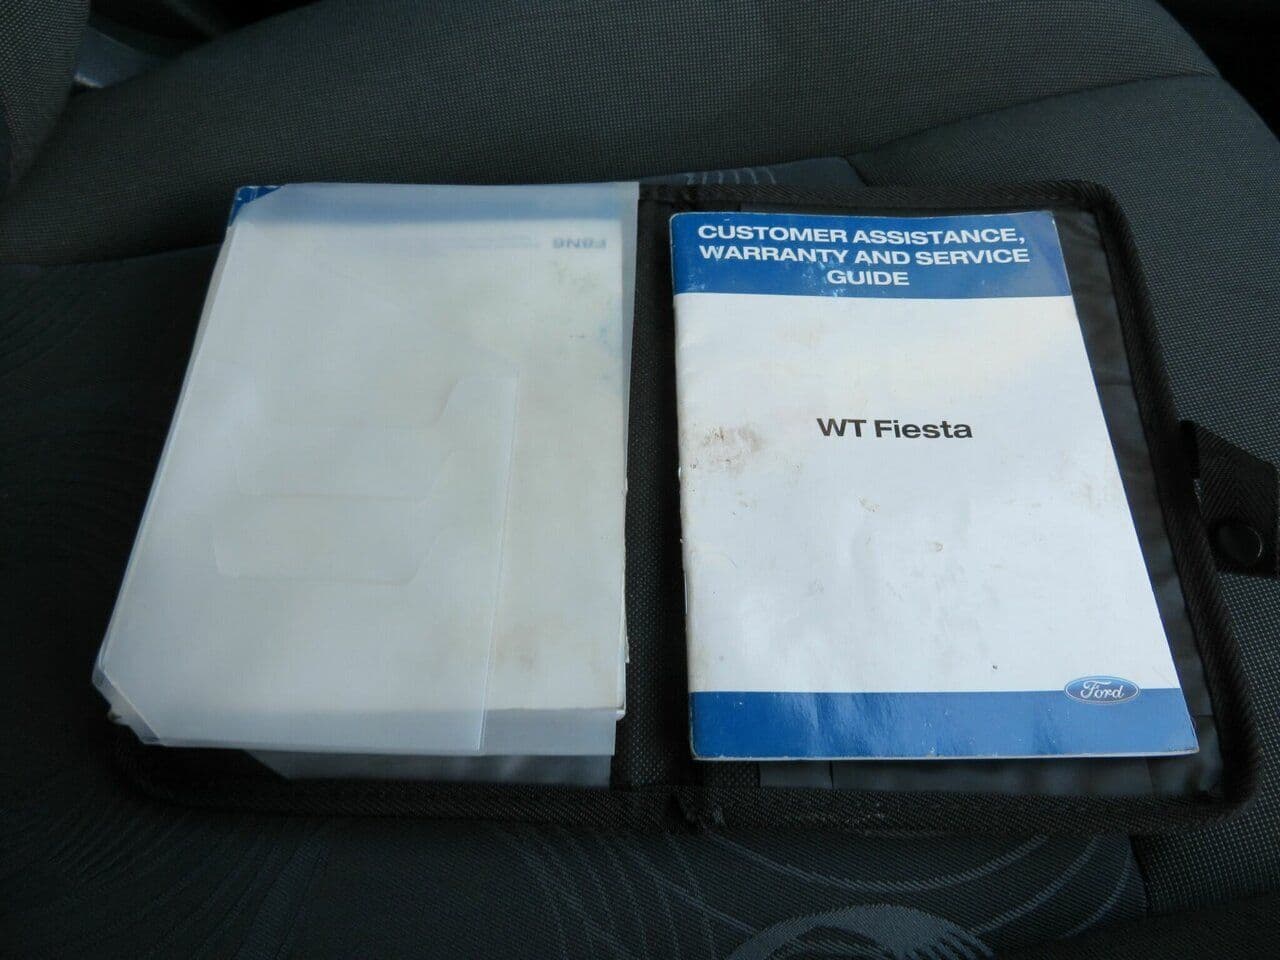 CUSTOMER ASSISTANCE,
WARRANTY AND SERVICE
GUIDE
WT Fiesta
Ford